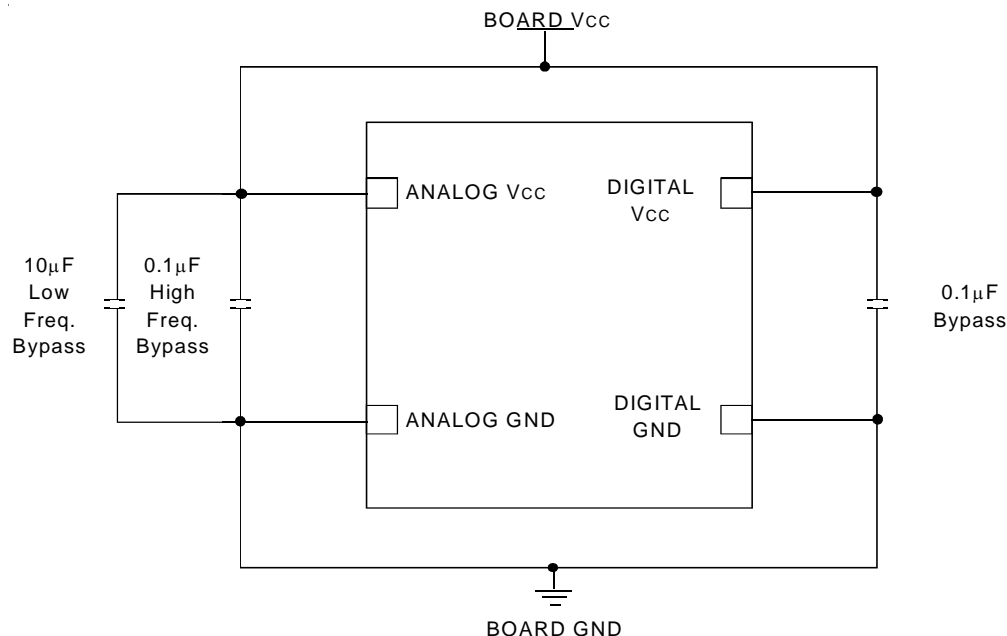 BOARD VCC
ANALOG VCC
DIGITAL
VCC
10μF
Low
Freq.
Bypass
0.1μF
High
Freq.
Bypass
0.1μF
Bypass
ANALOG GND
DIGITAL
GND
BOARD GND